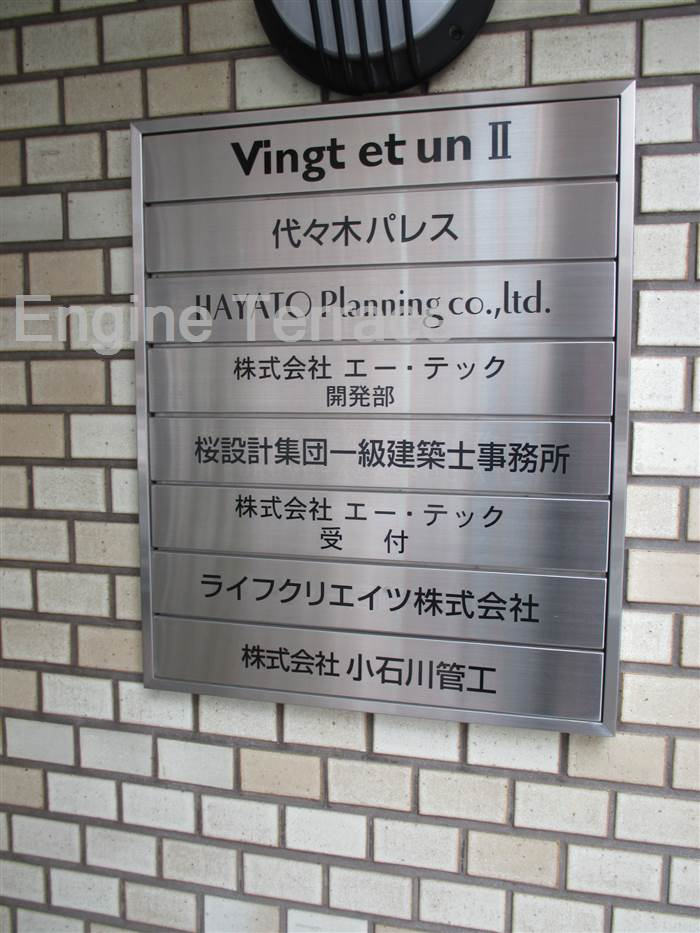 Vingt et un Ⅱ
代々木パレス
HAYATO Planning co.,ltd.
Engine Terrace
株式会社 エー・テック
開発部
桜設計集団一級建築士事務所
株式会社 エー・テック
受 付
ライフクリエイツ株式会社
株式会社 小石川管工